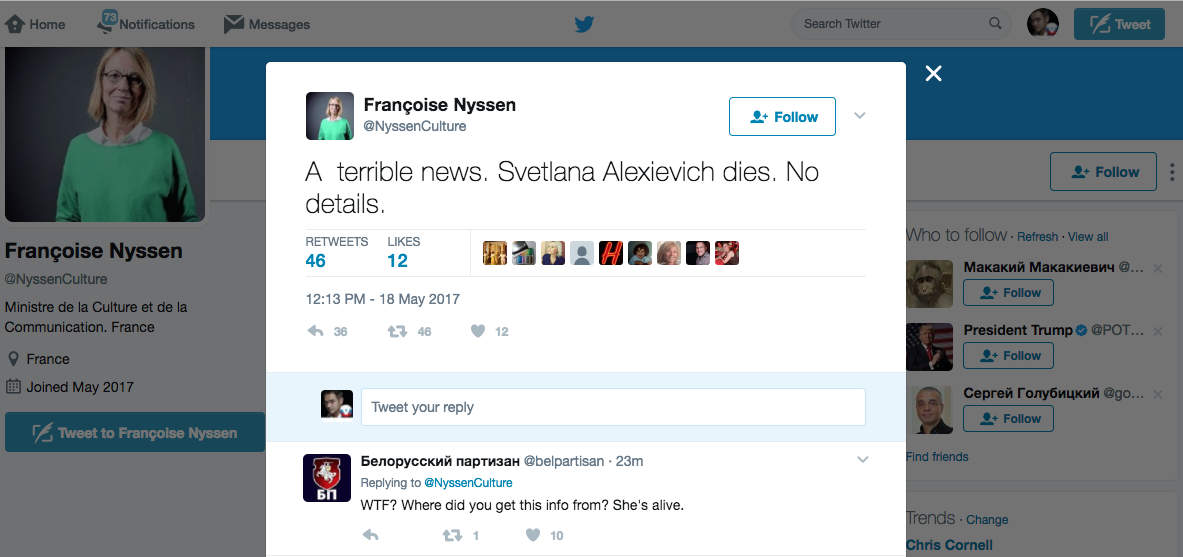 Home
73
Notifications
Messages
Search Twitter
Tweet
Françoise Nyssen
@NyssenCulture
Ministre de la Culture et de la
Communication. France
France
Joined May 2017
Tweet to Françoise Nyssen
Françoise Nyssen
@NyssenCulture
Follow
A  terrible news. Svetlana Alexievich dies. No
details.
RETWEETS LIKES
46 12
H
12:13 PM - 18 May 2017
36 46 12
Tweet your reply
БП
Белорусский партизан @belpartisan · 23m
Replying to @NyssenCulture
WTF? Where did you get this info from? She's alive.
1 10
Follow
Who to follow · Refresh · View all
Макакий Макакиевич @...
Follow
President Trump @POT...
Follow
Сергей Голубицкий @go...
Follow
Find friends
Trends · Change
Chris Cornell